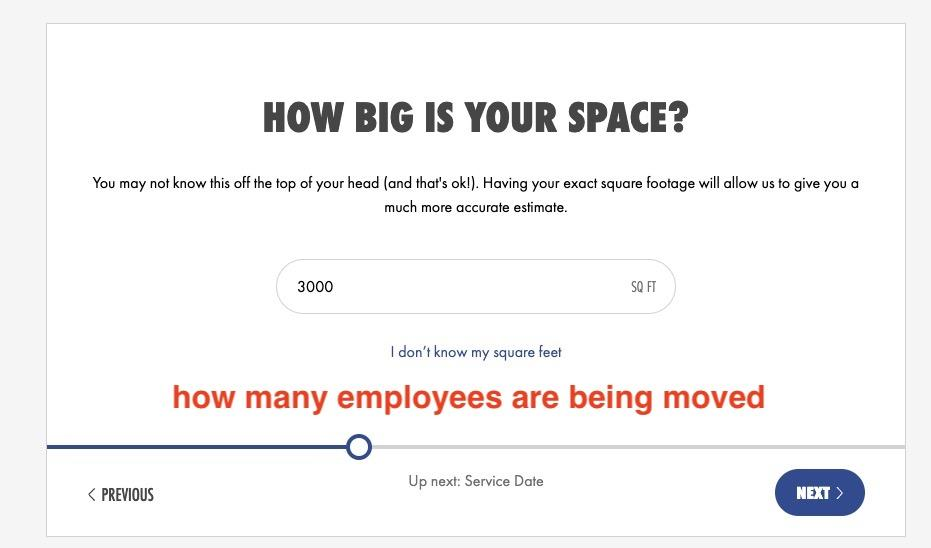 HOW BIG IS YOUR SPACE?
You may not know this off the top of your head (and that's ok!). Having your exact square footage will allow us to give you a
much more accurate estimate.
3000 SQ FT
I don’t know my square feet
how many employees are being moved
Up next: Service Date
< PREVIOUS
NEXT >